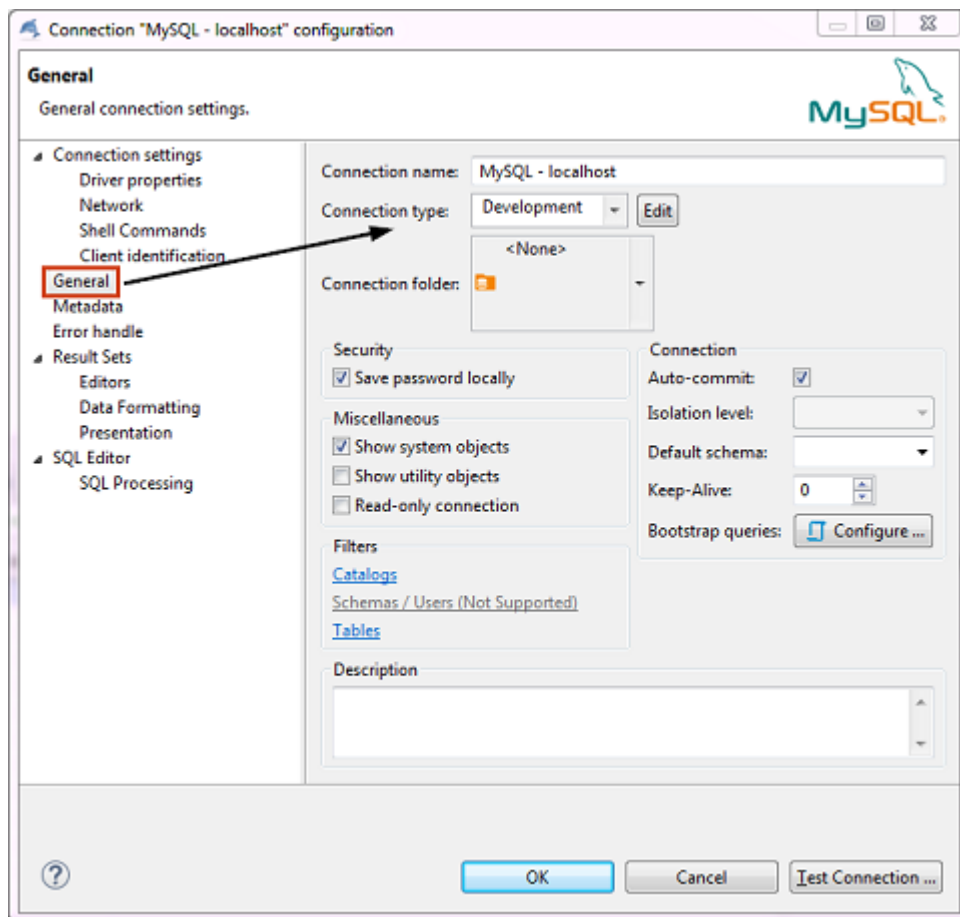 Connection "MySQL - localhost" configuration
General
General connection settings.
MySQL®
Connection settings
Driver properties
Network
Shell Commands
Client identification
General
Metadata
Error handle
Result Sets
Editors
Data Formatting
Presentation
SQL Editor
SQL Processing
Connection name: MySQL - localhost
Connection type: Development Edit
<None>
Connection folder:
Security
Save password locally
Miscellaneous
Show system objects
Show utility objects
Read-only connection
Filters
Catalogs
Schemas / Users (Not Supported)
Tables
Connection
Auto-commit:
Isolation level:
Default schema:
Keep-Alive: 0
Bootstrap queries: Configure ...
Description
? OK Cancel Test Connection ...